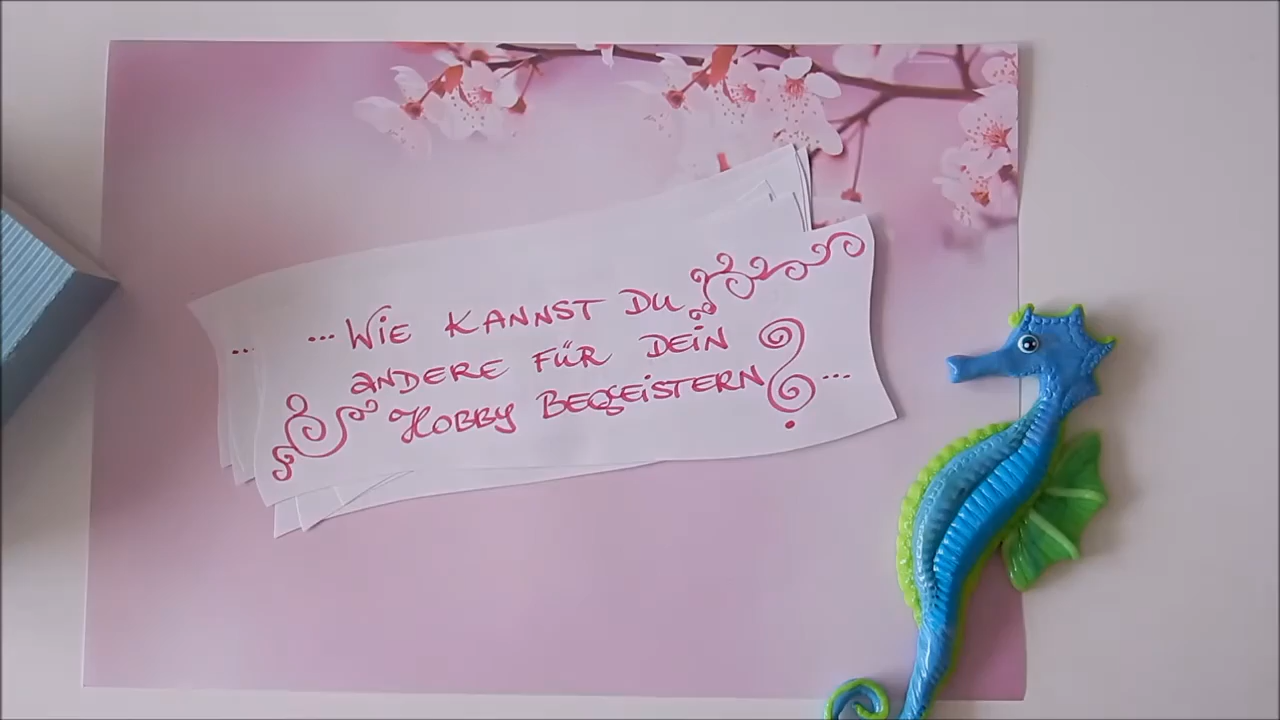 ... WIE KANNST DU
ANDERE FÜR DEIN
HOBBY BEGEISTERN? ...